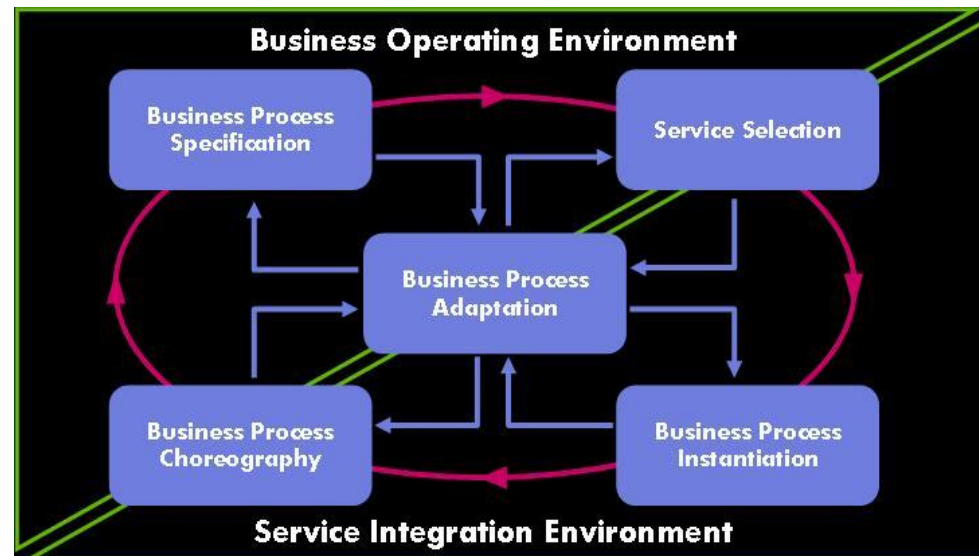 Business Operating Environment
Business Process
Specification
Service Selection
Business Process
Adaptation
Business Process
Choreography
Business Process
Instantiation
Service Integration Environment